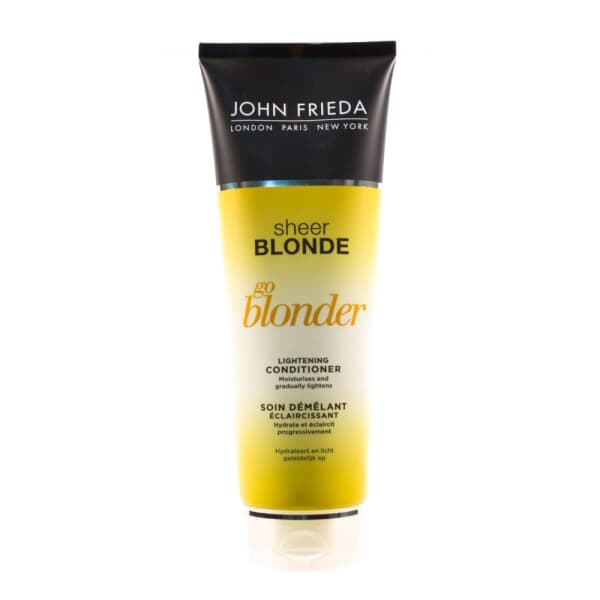 JOHN FRIEDA
LONDON PARIS NEW YORK
sheer
BLONDE
go
blonder
LIGHTENING
CONDITIONER
Moisturises and
gradually lightens
SOIN DÉMÊLANT
ÉCLAIRCISSANT
Hydrate et éclaircit
progressivement
Hydrateert en licht
geleidelijk op